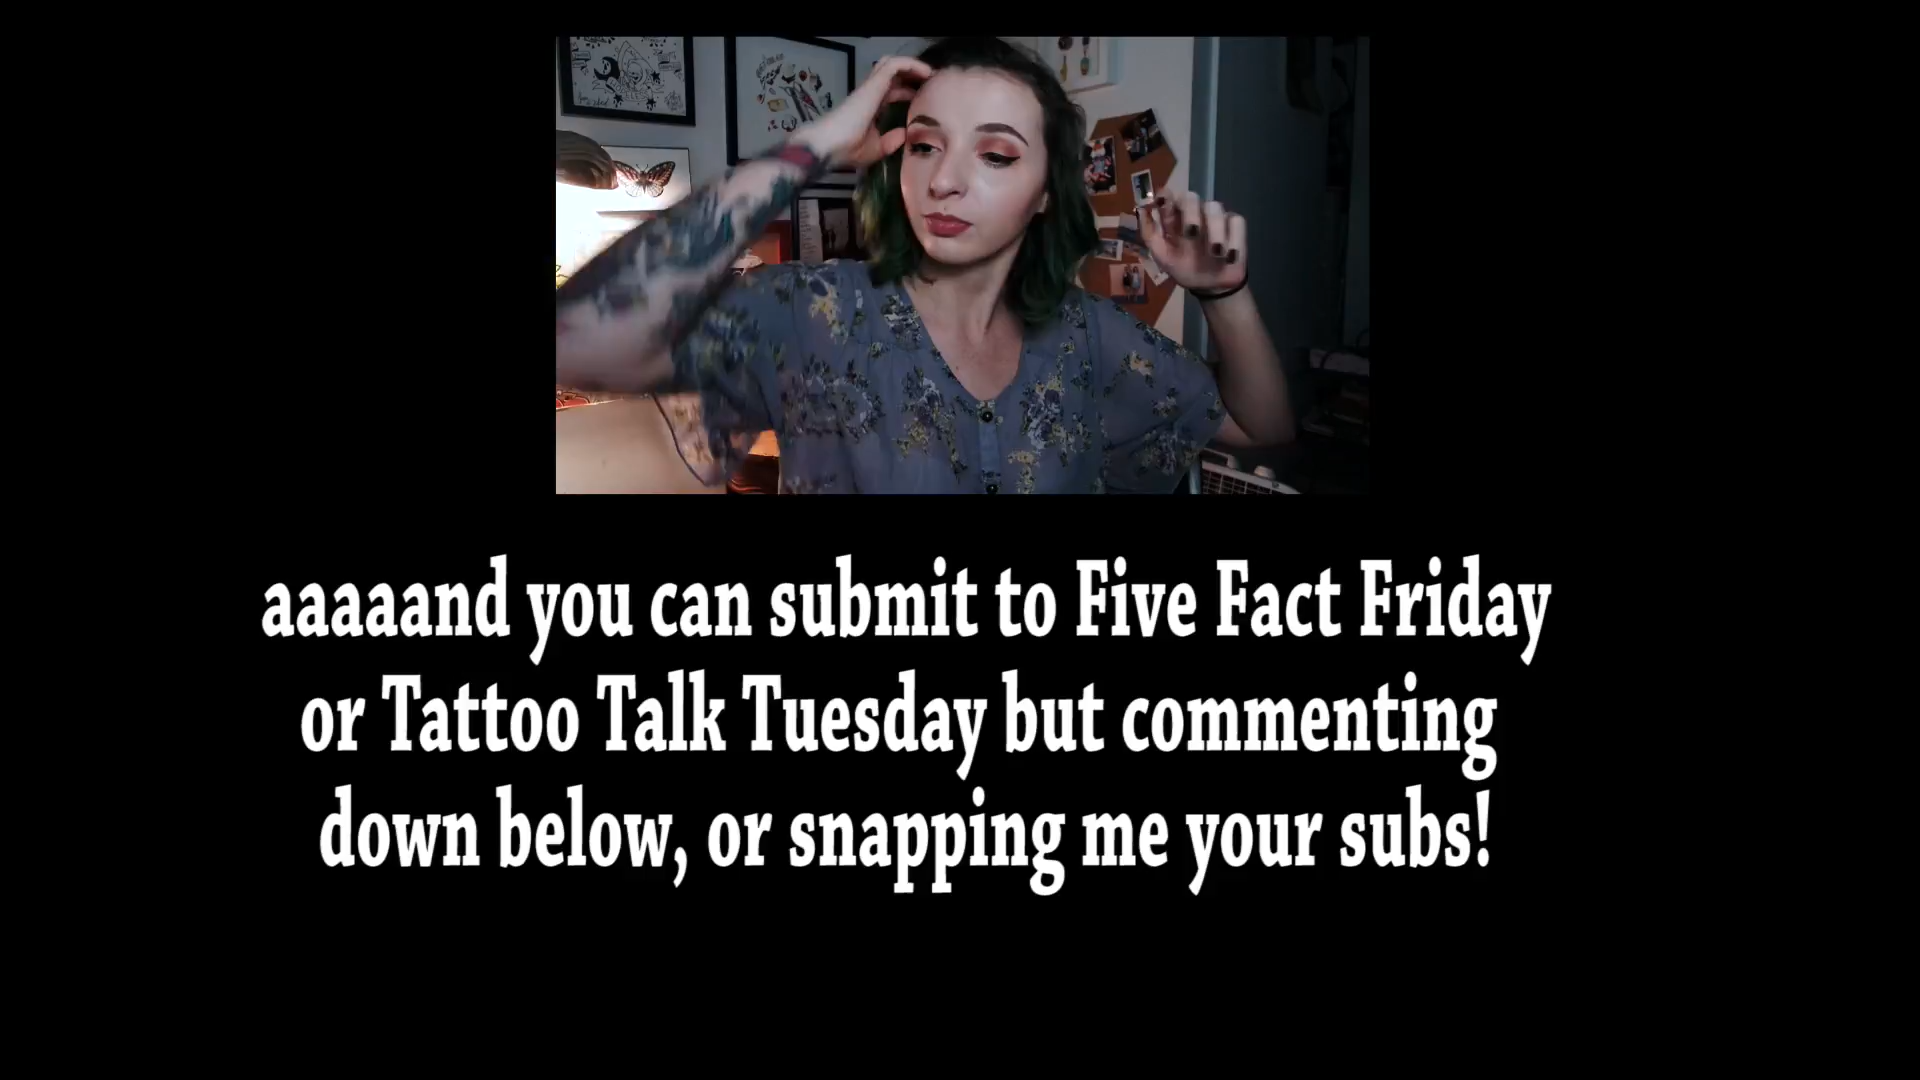 aaaaand you can submit to Five Fact Friday
or Tattoo Talk Tuesday but commenting
down below, or snapping me your subs!